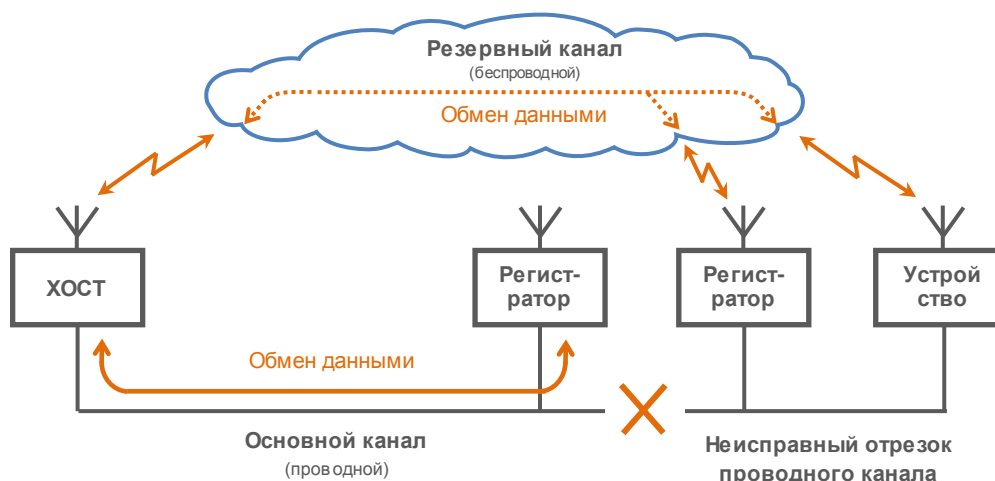 Резервный канал
(беспроводной)
Обмен данными
ХОСТ
Регист-
ратор
Регист-
ратор
Устрой
ство
Обмен данными
Основной канал
(проводной)
Неисправный отрезок
проводного канала